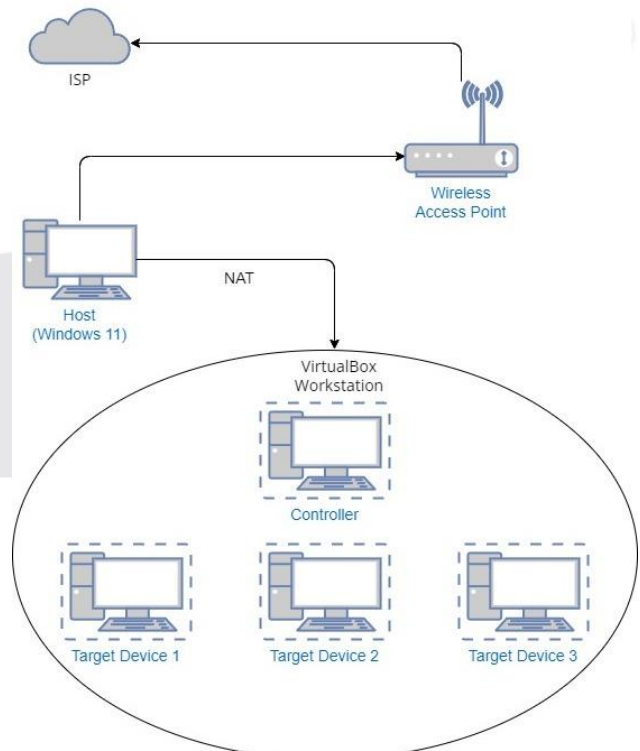 ISP
Wireless
Access Point
NAT
Host
(Windows 11)
VirtualBox
Workstation
Controller
Target Device 1
Target Device 2
Target Device 3